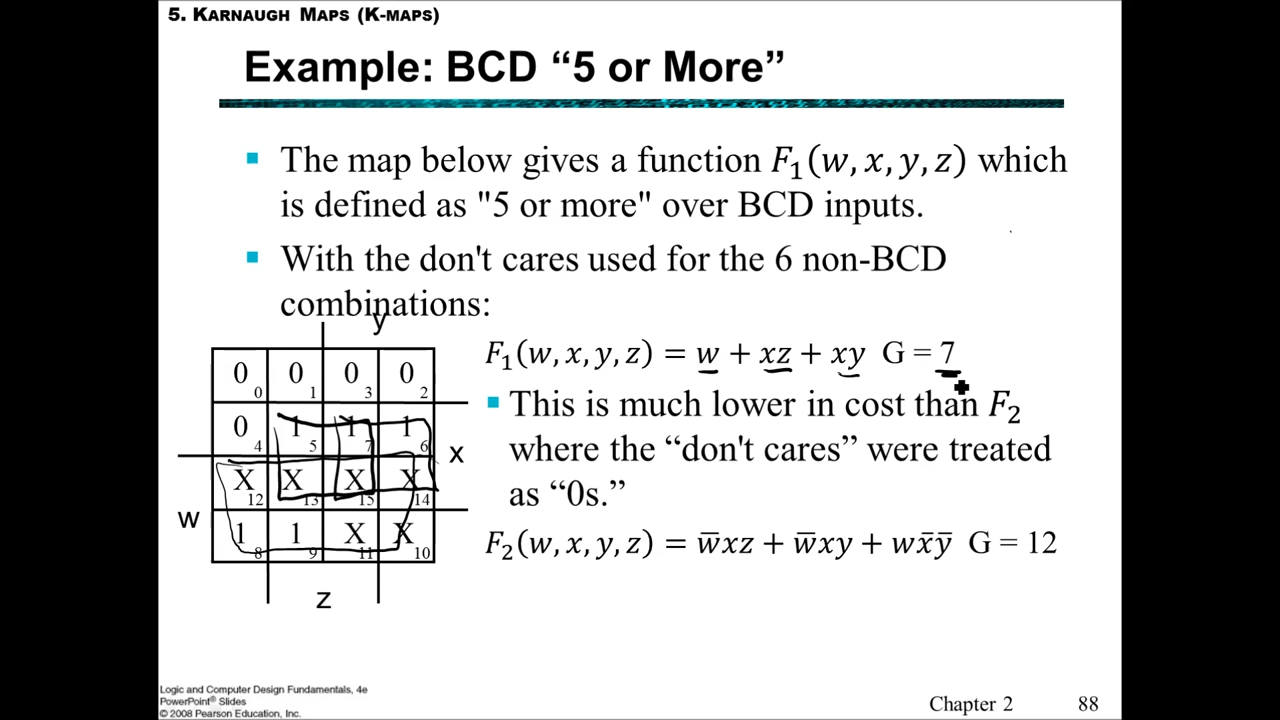 5. KARNAUGH MAPS (K-MAPS)
Example: BCD “5 or More”
The map below gives a function F₁(w, x, y, z) which
is defined as "5 or more" over BCD inputs.
With the don't cares used for the 6 non-BCD
combinations:
y
0 0 0 1 0 3 0 2
0 4 1 5 1 7 1 6
x
X 12 X 13 X 15 X 14
w
1 8 1 9 X 11 X 10
z
F₁(w, x, y, z) = w + xz + xy G = 7
This is much lower in cost than F₂
where the “don't cares” were treated
as “0s.”
F₂(w, x, y, z) = w̅xz + w̅xy + wx̅y̅ G = 12
Logic and Computer Design Fundamentals, 4e
PowerPoint® Slides
© 2008 Pearson Education, Inc.
Chapter 2 88